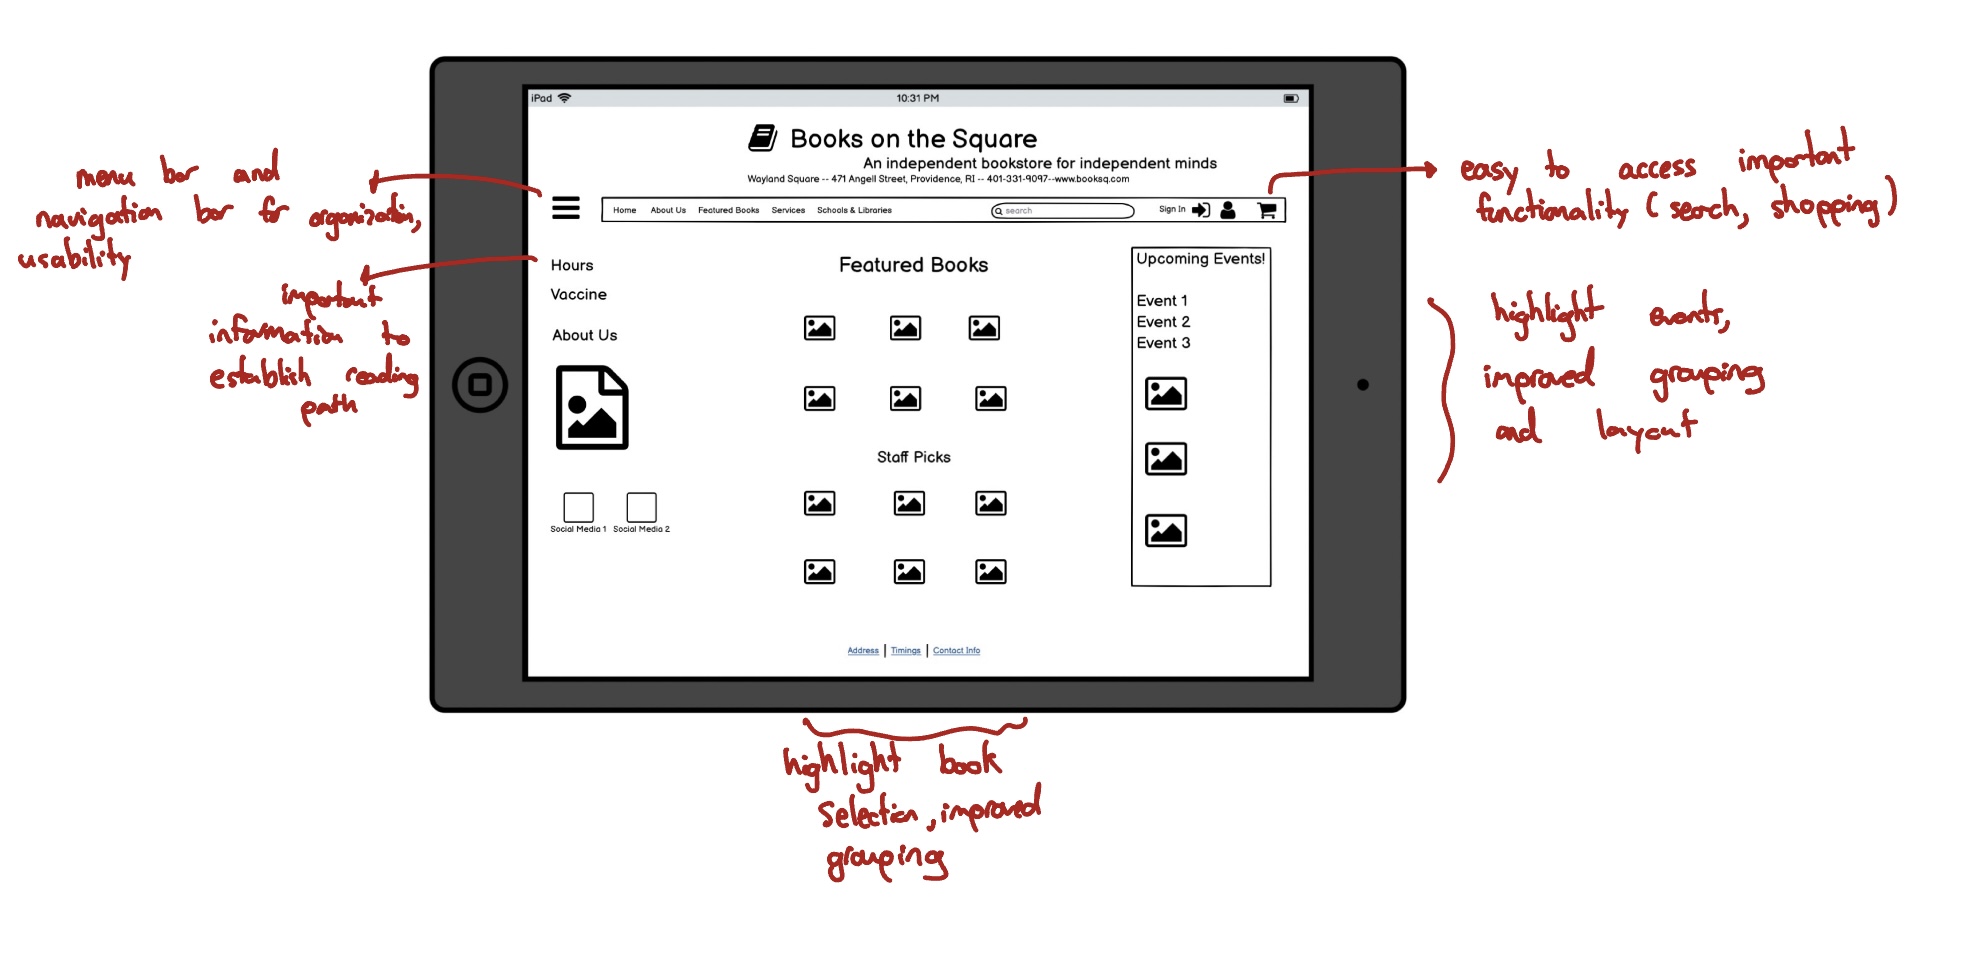 iPad
10:31 PM
Books on the Square
An independent bookstore for independent minds
Wayland Square -- 471 Angell Street, Providence, RI -- 401-331-9097--www.booksq.com
Home About Us Featured Books Services Schools & Libraries search Sign In
Hours
Vaccine
About Us
Social Media 1 Social Media 2
Featured Books
Staff Picks
Upcoming Events!
Event 1
Event 2
Event 3
Address | Timings | Contact Info
menu bar and
navigation bar for organization,
usability
important
information to
establish reading
path
easy to access important
functionality (search, shopping)
highlight events,
improved grouping
and layout
highlight book
selection, improved
grouping